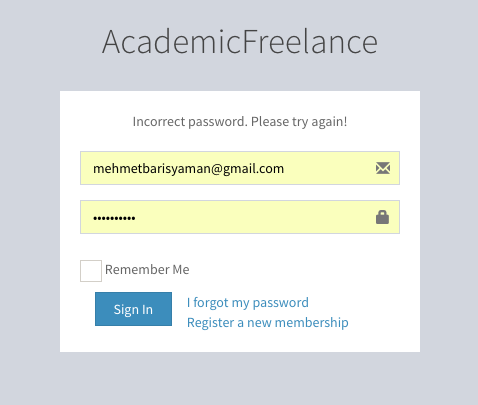 AcademicFreelance
Incorrect password. Please try again!
mehmetbarisyaman@gmail.com
••••••••••
Remember Me
Sign In
I forgot my password
Register a new membership